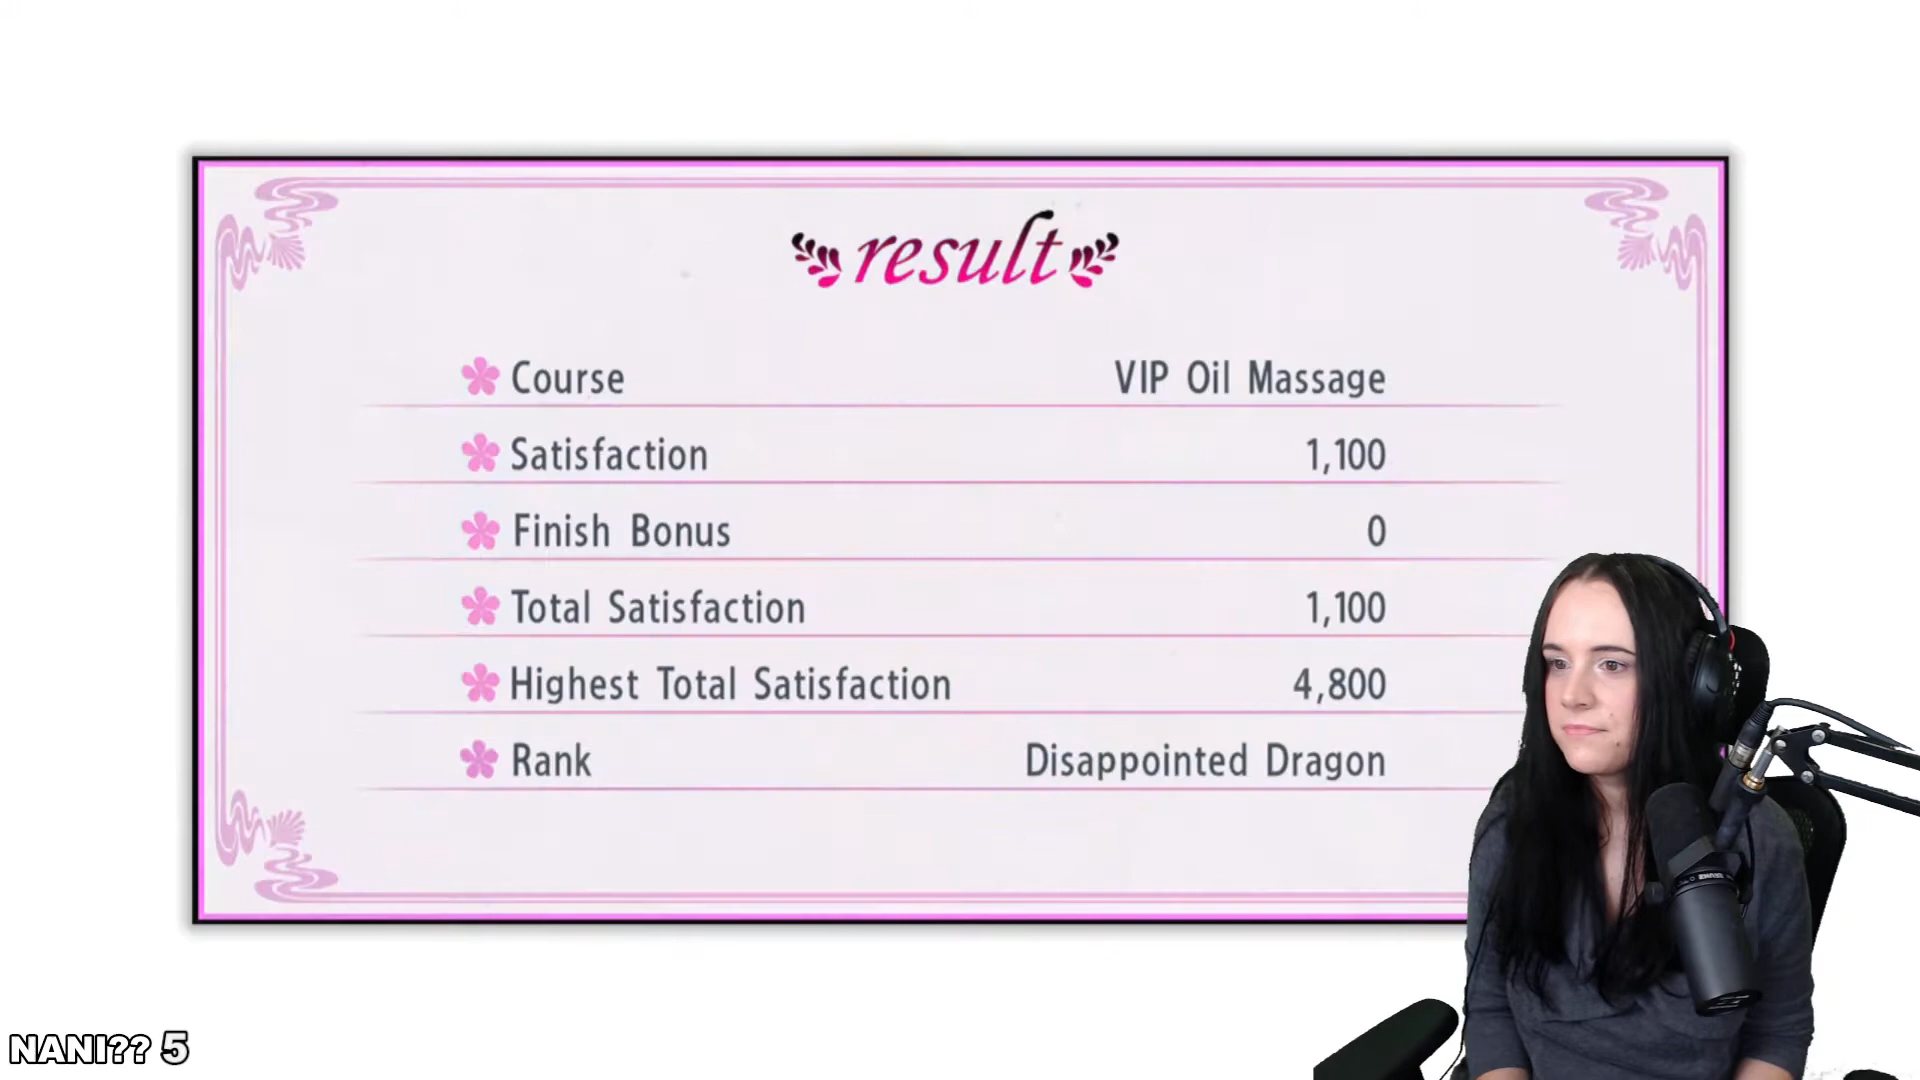 result
Course VIP Oil Massage
Satisfaction 1,100
Finish Bonus 0
Total Satisfaction 1,100
Highest Total Satisfaction 4,800
Rank Disappointed Dragon
NANI?? 5